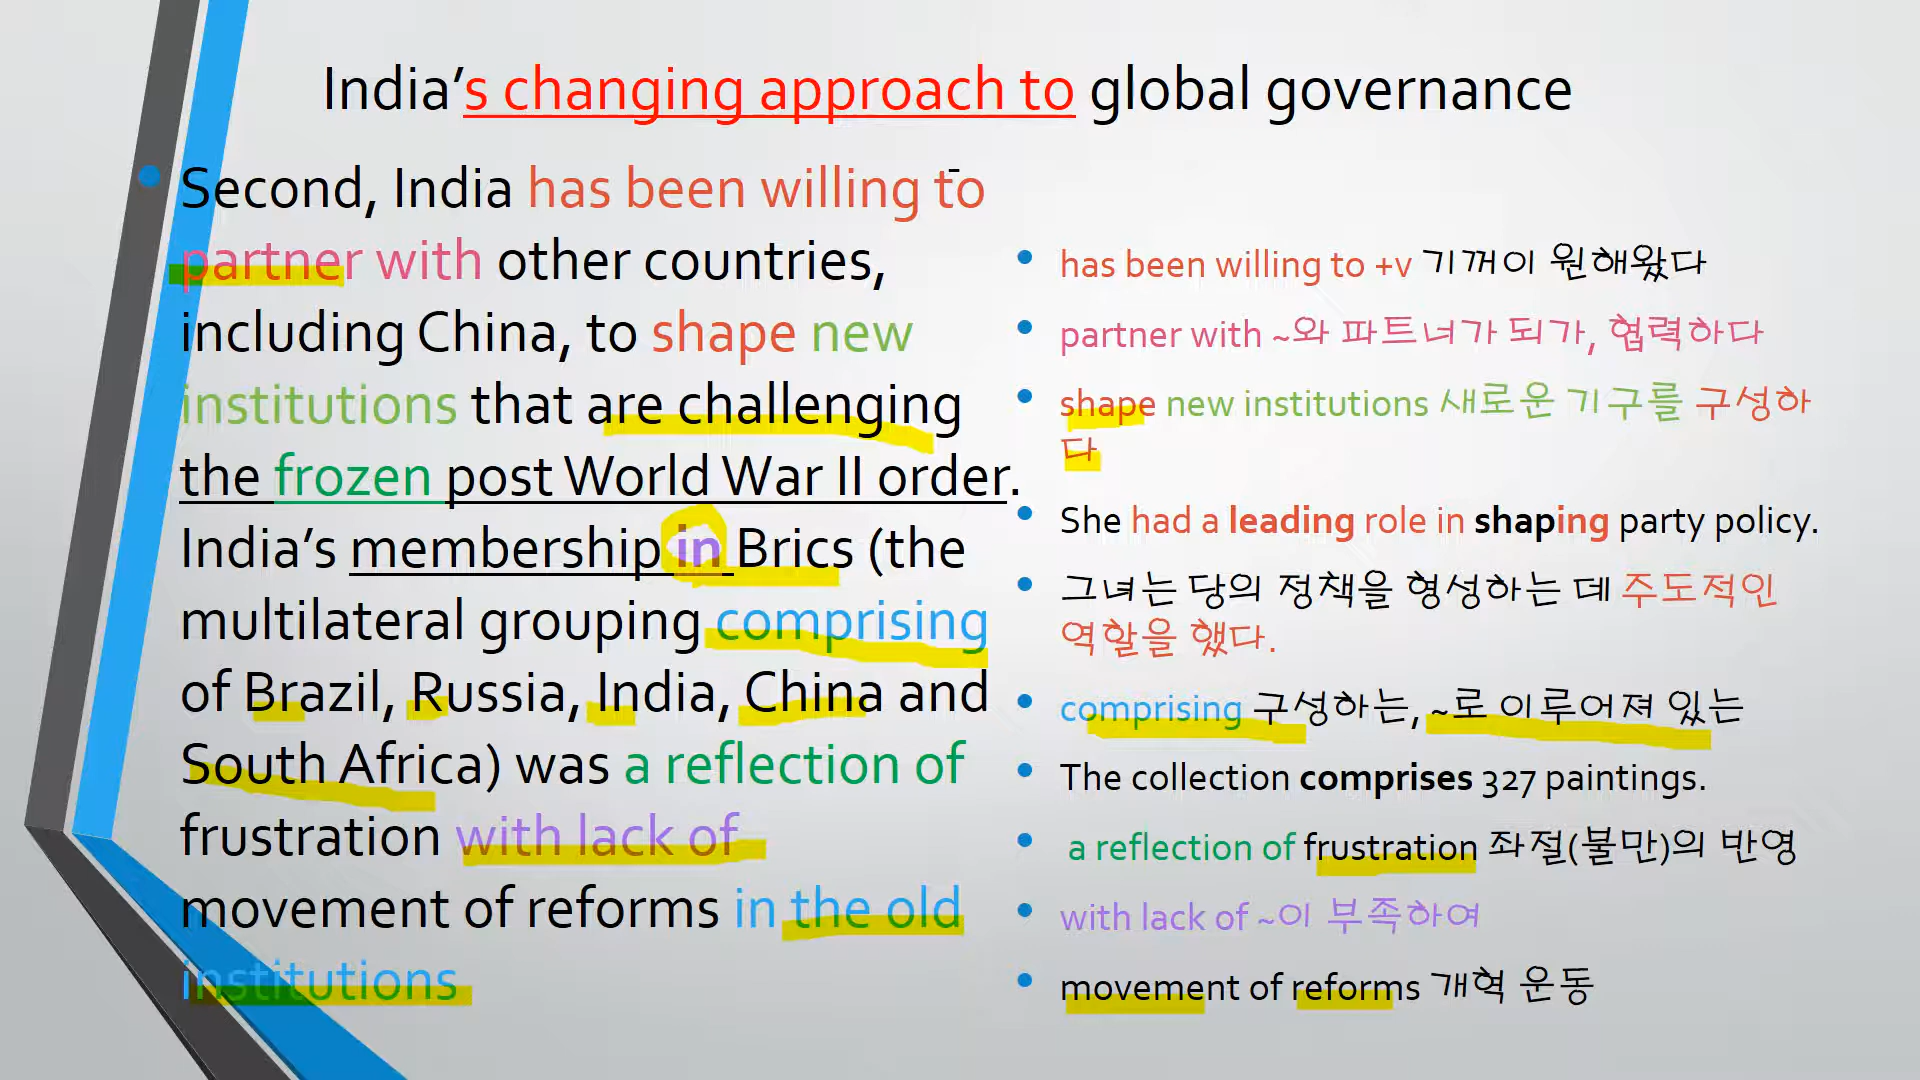 India's changing approach to global governance
Second, India has been willing to
partner with other countries,
including China, to shape new
institutions that are challenging
the frozen post World War II order.
India's membership in Brics (the
multilateral grouping comprising
of Brazil, Russia, India, China and
South Africa) was a reflection of
frustration with lack of
movement of reforms in the old
institutions
has been willing to +v 기꺼이 원해왔다
partner with ~와 파트너가 되가, 협력하다
shape new institutions 새로운 기구를 구성하
다
She had a leading role in shaping party policy.
그녀는 당의 정책을 형성하는 데 주도적인
역할을 했다.
comprising 구성하는, ~로 이루어져 있는
The collection comprises 327 paintings.
a reflection of frustration 좌절(불만)의 반영
with lack of ~이 부족하여
movement of reforms 개혁 운동